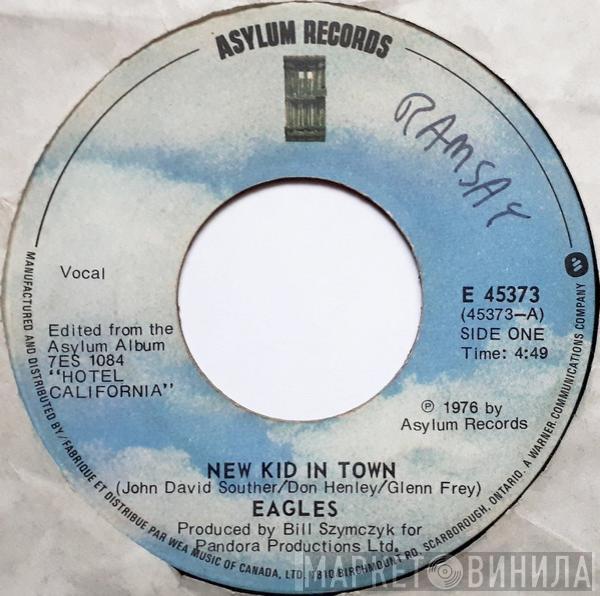 ASYLUM RECORDS
RAMSAY
Vocal
Edited from the
Asylum Album
7ES 1084
"HOTEL
CALIFORNIA"
E 45373
(45373-A)
SIDE ONE
Time: 4:49
℗ 1976 by
Asylum Records
NEW KID IN TOWN
(John David Souther/Don Henley/Glenn Frey)
EAGLES
Produced by Bill Szymczyk for
Pandora Productions Ltd.
MANUFACTURED AND DISTRIBUTED BY/FABRIQUE ET DISTRIBUE PAR WEA MUSIC OF CANADA, LTD. 1810 BIRCHMOUNT RD., SCARBOROUGH, ONTARIO. A WARNER COMMUNICATIONS COMPANY
МАРКЕТ ВИНИЛА